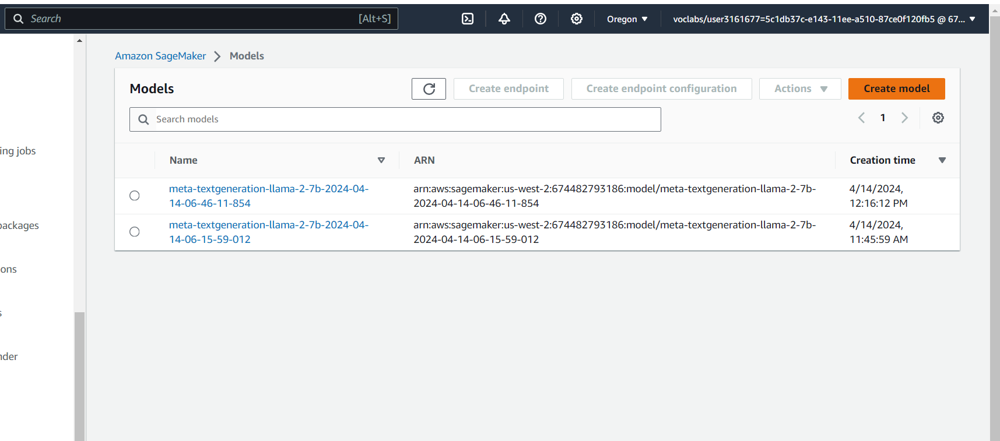 Search [Alt+S] Oregon voclabs/user3161677=5c1db37c-e143-11ee-a510-87ce0f120fb5 @ 67...
Amazon SageMaker Models
Models Create endpoint Create endpoint configuration Actions Create model
Search models 1
ing jobs
Name ARN Creation time
meta-textgeneration-llama-2-7b-2024-04- arn:aws:sagemaker:us-west-2:674482793186:model/meta-textgeneration-llama-2-7b- 4/14/2024,
14-06-46-11-854 2024-04-14-06-46-11-854 12:16:12 PM
meta-textgeneration-llama-2-7b-2024-04- arn:aws:sagemaker:us-west-2:674482793186:model/meta-textgeneration-llama-2-7b- 4/14/2024,
14-06-15-59-012 2024-04-14-06-15-59-012 11:45:59 AM
packages
ons
s
nder